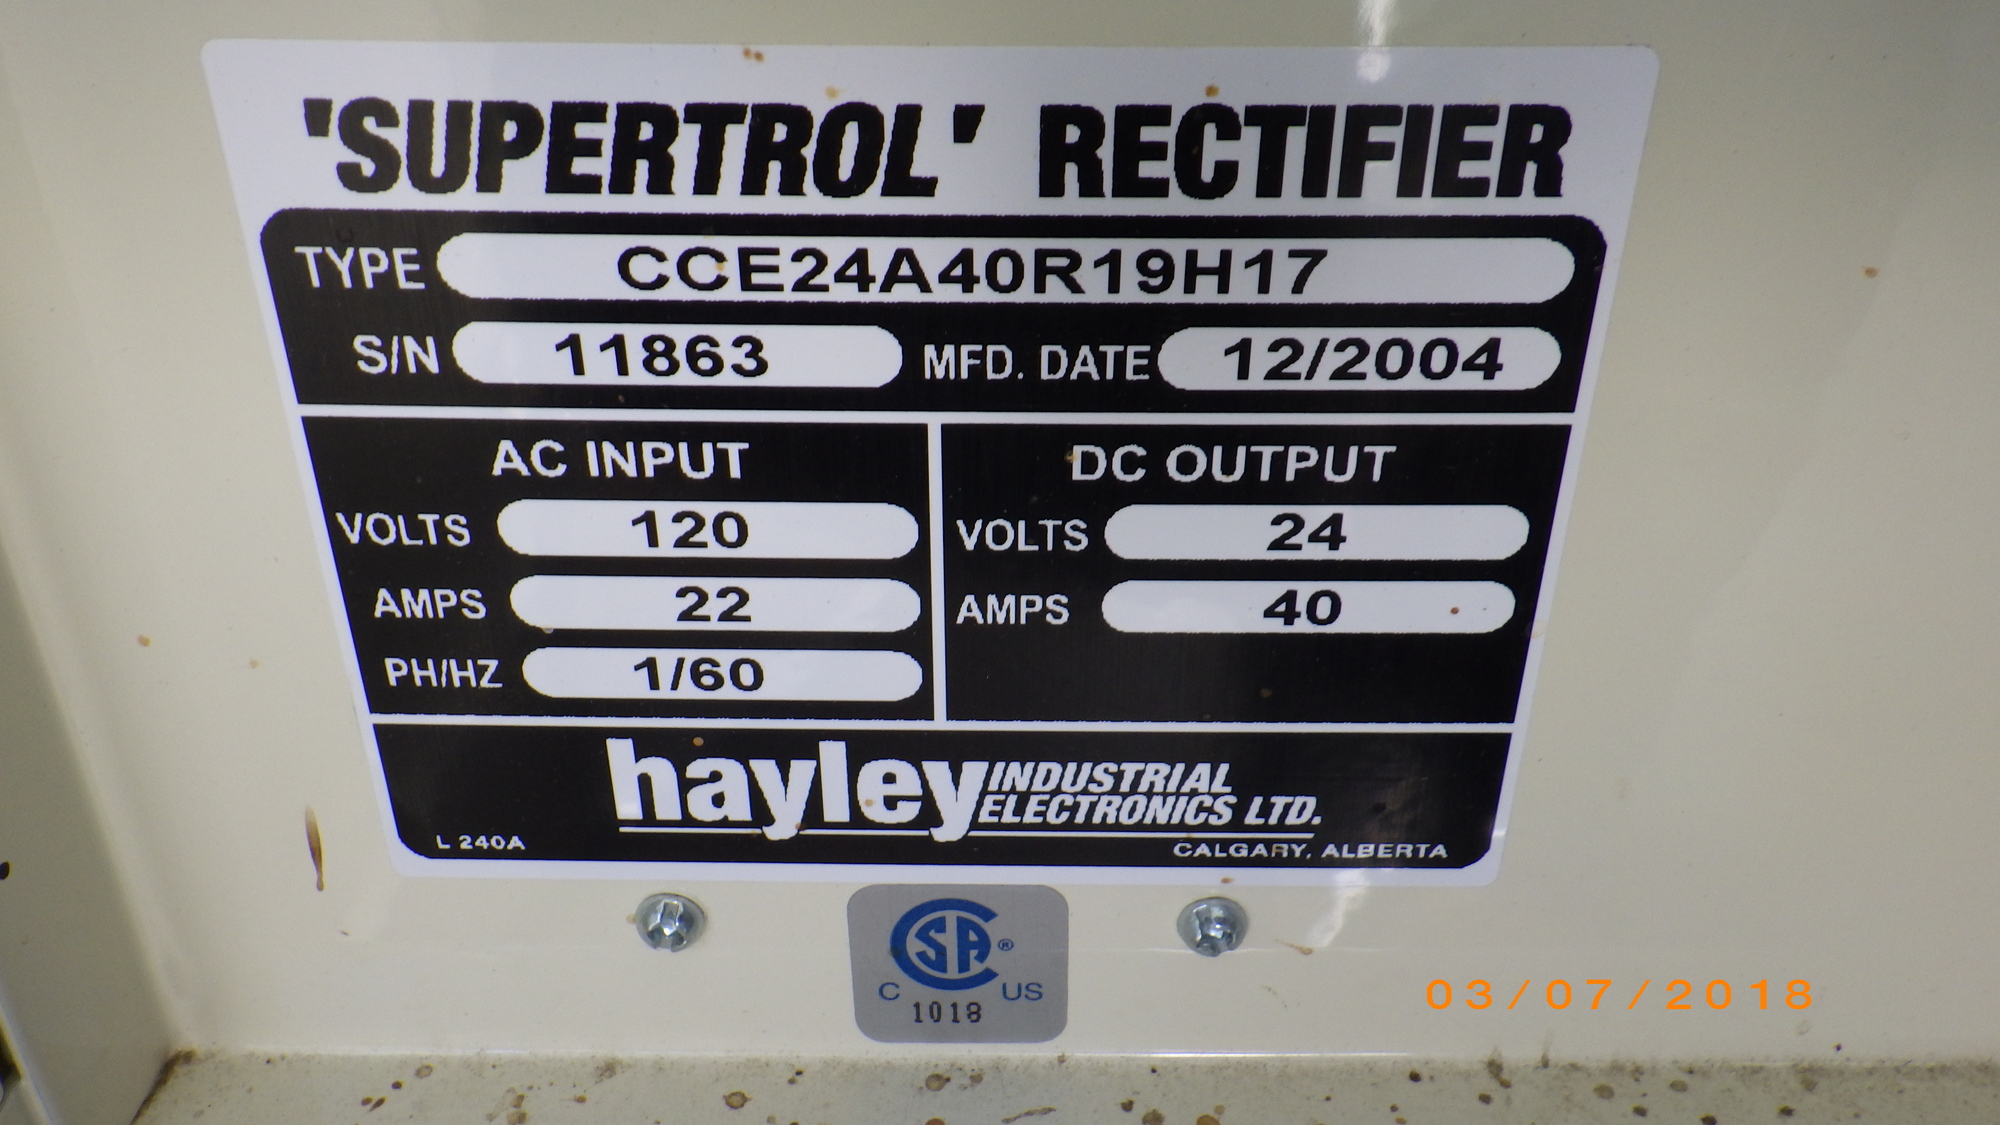 'SUPERTROL' RECTIFIER
TYPE CCE24A40R19H17
S/N 11863 MFD. DATE 12/2004
AC INPUT
VOLTS 120
AMPS 22
PH/HZ 1/60
DC OUTPUT
VOLTS 24
AMPS 40
hayley INDUSTRIAL
ELECTRONICS LTD.
L 240A
CALGARY, ALBERTA
CSA®
C US
1018
03/07/2018